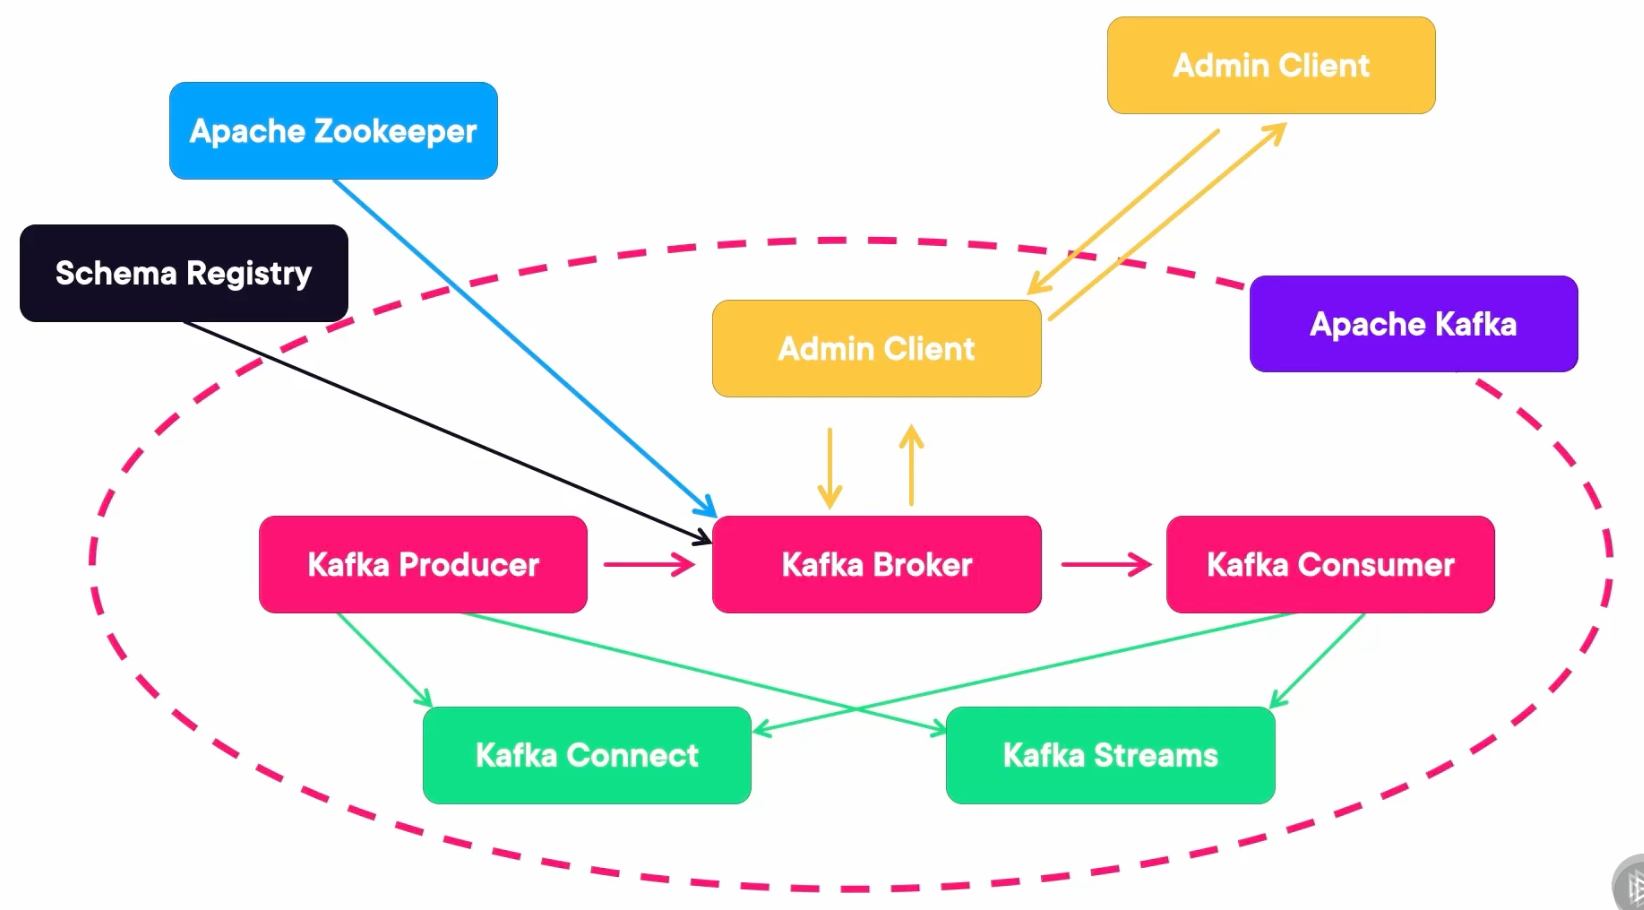 Admin Client
Apache Zookeeper
Schema Registry
Apache Kafka
Admin Client
Kafka Producer
Kafka Broker
Kafka Consumer
Kafka Connect
Kafka Streams